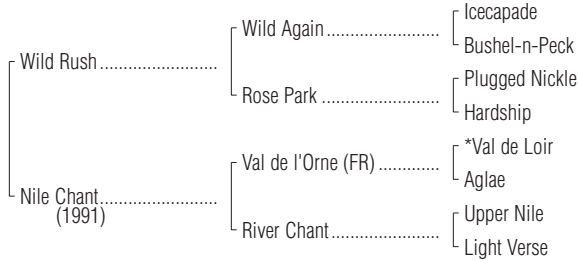 Icecapade
Wild Again
Bushel-n-Peck
Wild Rush
Plugged Nickle
Rose Park
Hardship
*Val de Loir
Val de l'Orne (FR)
Aglae
Nile Chant
(1991)
Upper Nile
River Chant
Light Verse